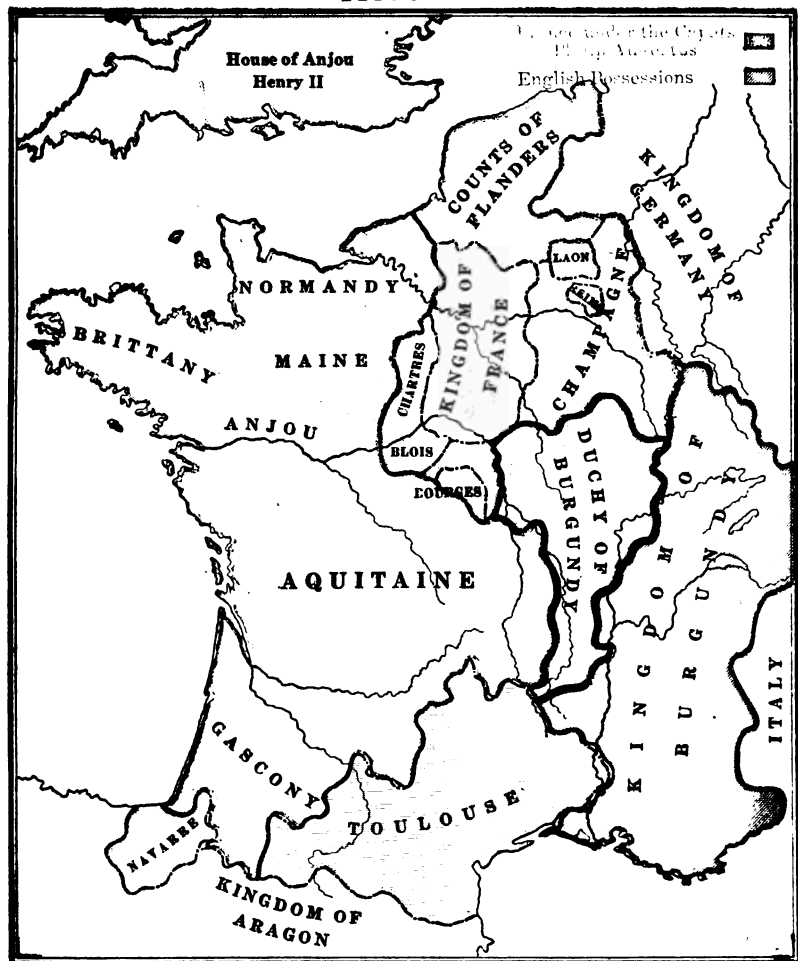 House of Anjou
Henry II
under the
English Possessions
COUNTS OF
FLANDERS
KINGDOM OF
GERMANY
LAON
NORMANDY
KINGDOM OF
FRANCE
CHAMPAGNE
BRITTANY
MAINE
CHARTRES
ANJOU
BLOIS
BOURGES
DUCHY OF
BURGUNDY
KINGDOM OF
BURGUNDY
AQUITAINE
ITALY
GASCONY
TOULOUSE
NAVARRE
KINGDOM OF
ARAGON